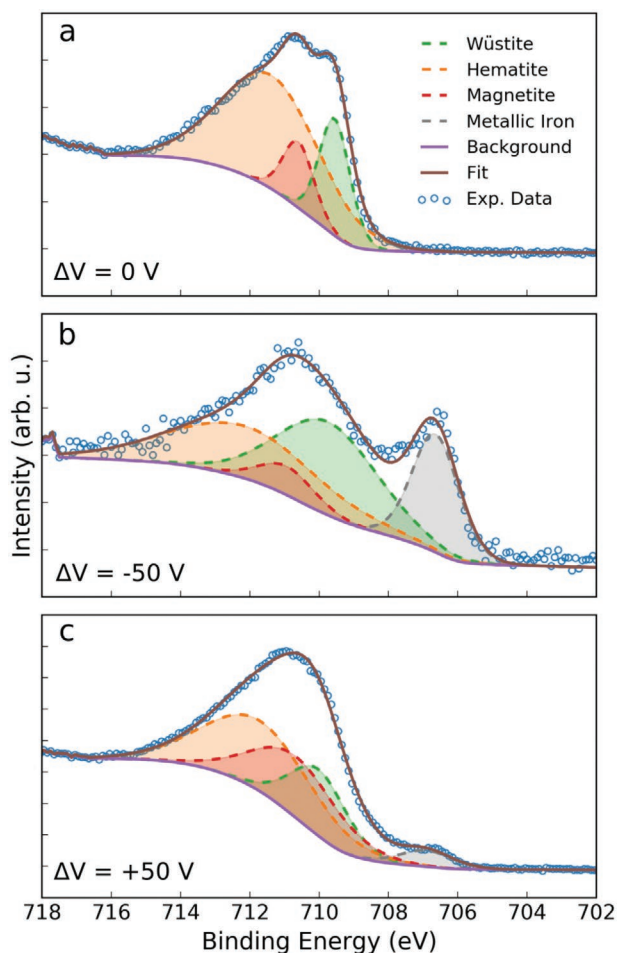 a
Wüstite
Hematite
Magnetite
Metallic Iron
Background
Fit
Exp. Data
ΔV = 0 V
b
ΔV = -50 V
c
ΔV = +50 V
Intensity (arb. u.)
718 716 714 712 710 708 706 704 702
Binding Energy (eV)